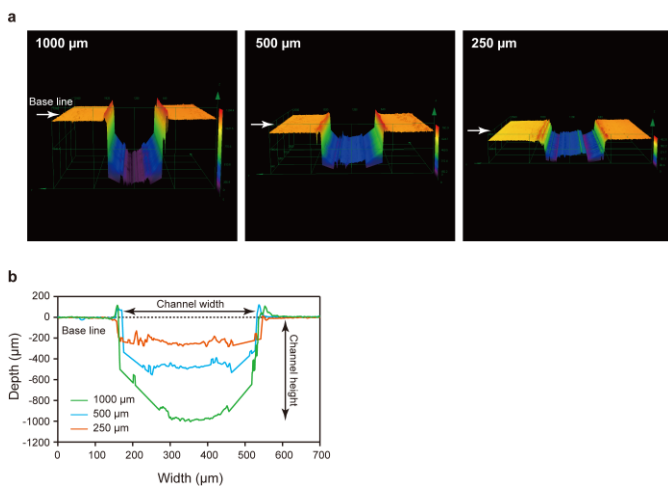 a
1000 µm
500 µm
250 µm
Base line
b
200
0
-200
-400
-600
-800
-1000
-1200
Depth (µm)
Channel width
Base line
Channel height
1000 µm
500 µm
250 µm
0
100
200
300
400
500
600
700
Width (µm)